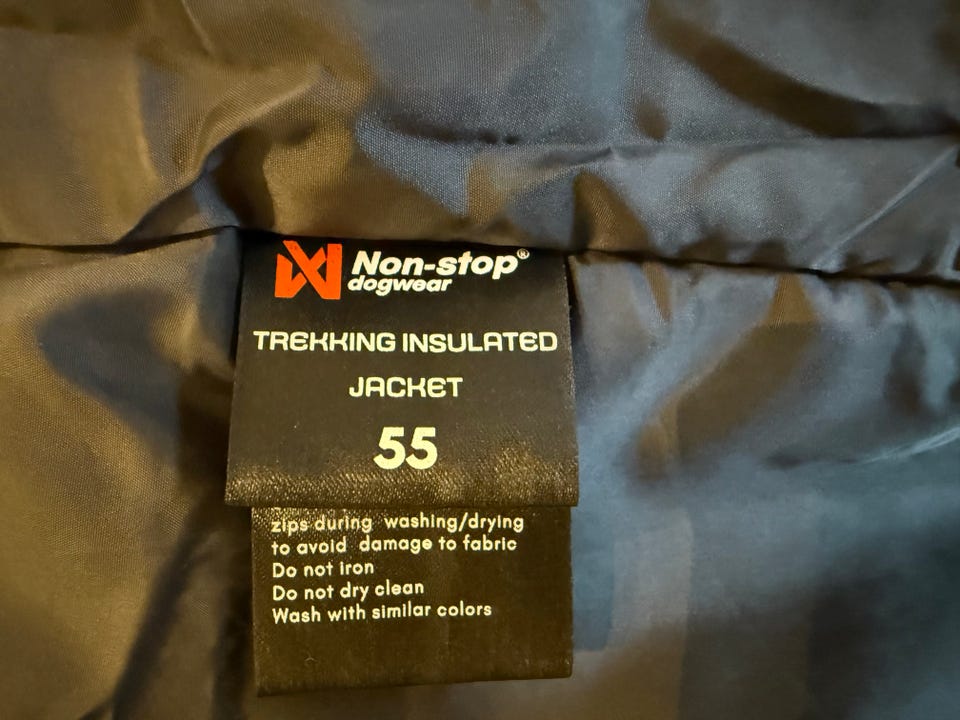 Non-stop®
dogwear
TREKKING INSULATED
JACKET
55
zips during washing/drying
to avoid damage to fabric
Do not iron
Do not dry clean
Wash with similar colors